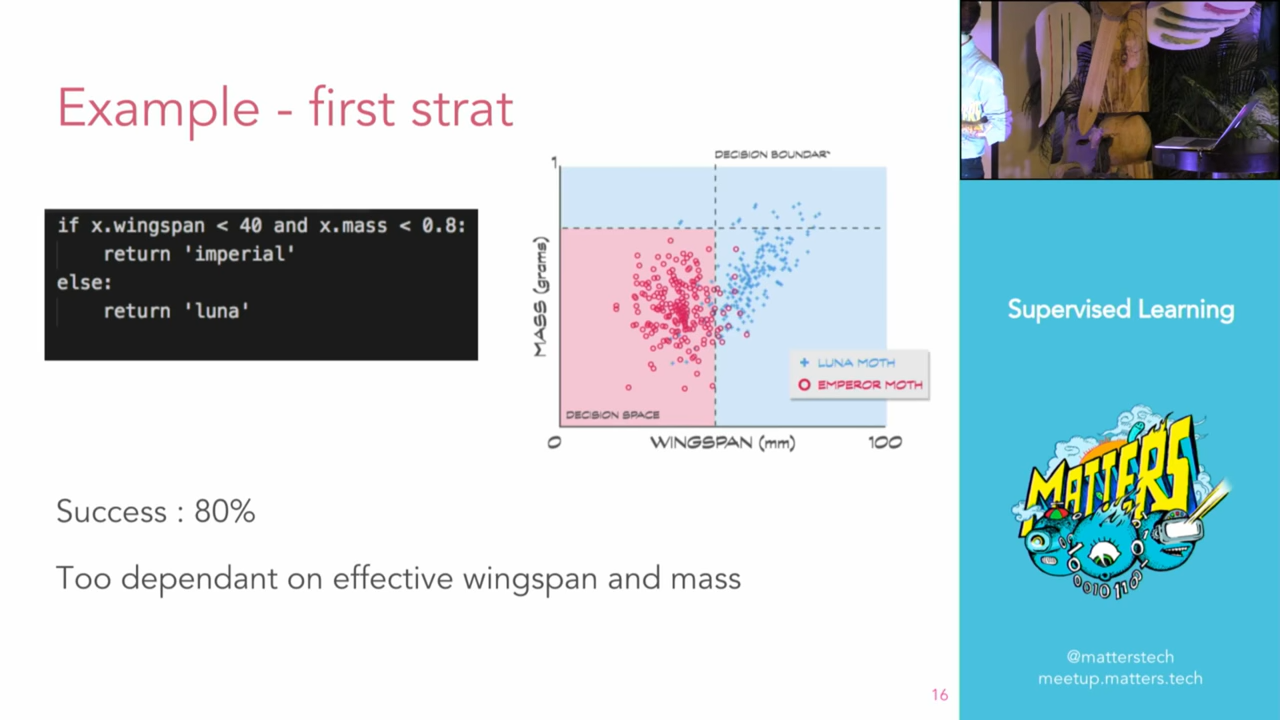 Example - first strat
if x.wingspan < 40 and x.mass < 0.8:
return 'imperial'
else:
return 'luna'
DECISION BOUNDAR
1
MASS (grams)
LUNA MOTH
EMPEROR MOTH
DECISION SPACE
0
WINGSPAN (mm)
100
Success : 80%
Too dependant on effective wingspan and mass
16
Supervised Learning
MATTERS
@matterstech
meetup.matters.tech